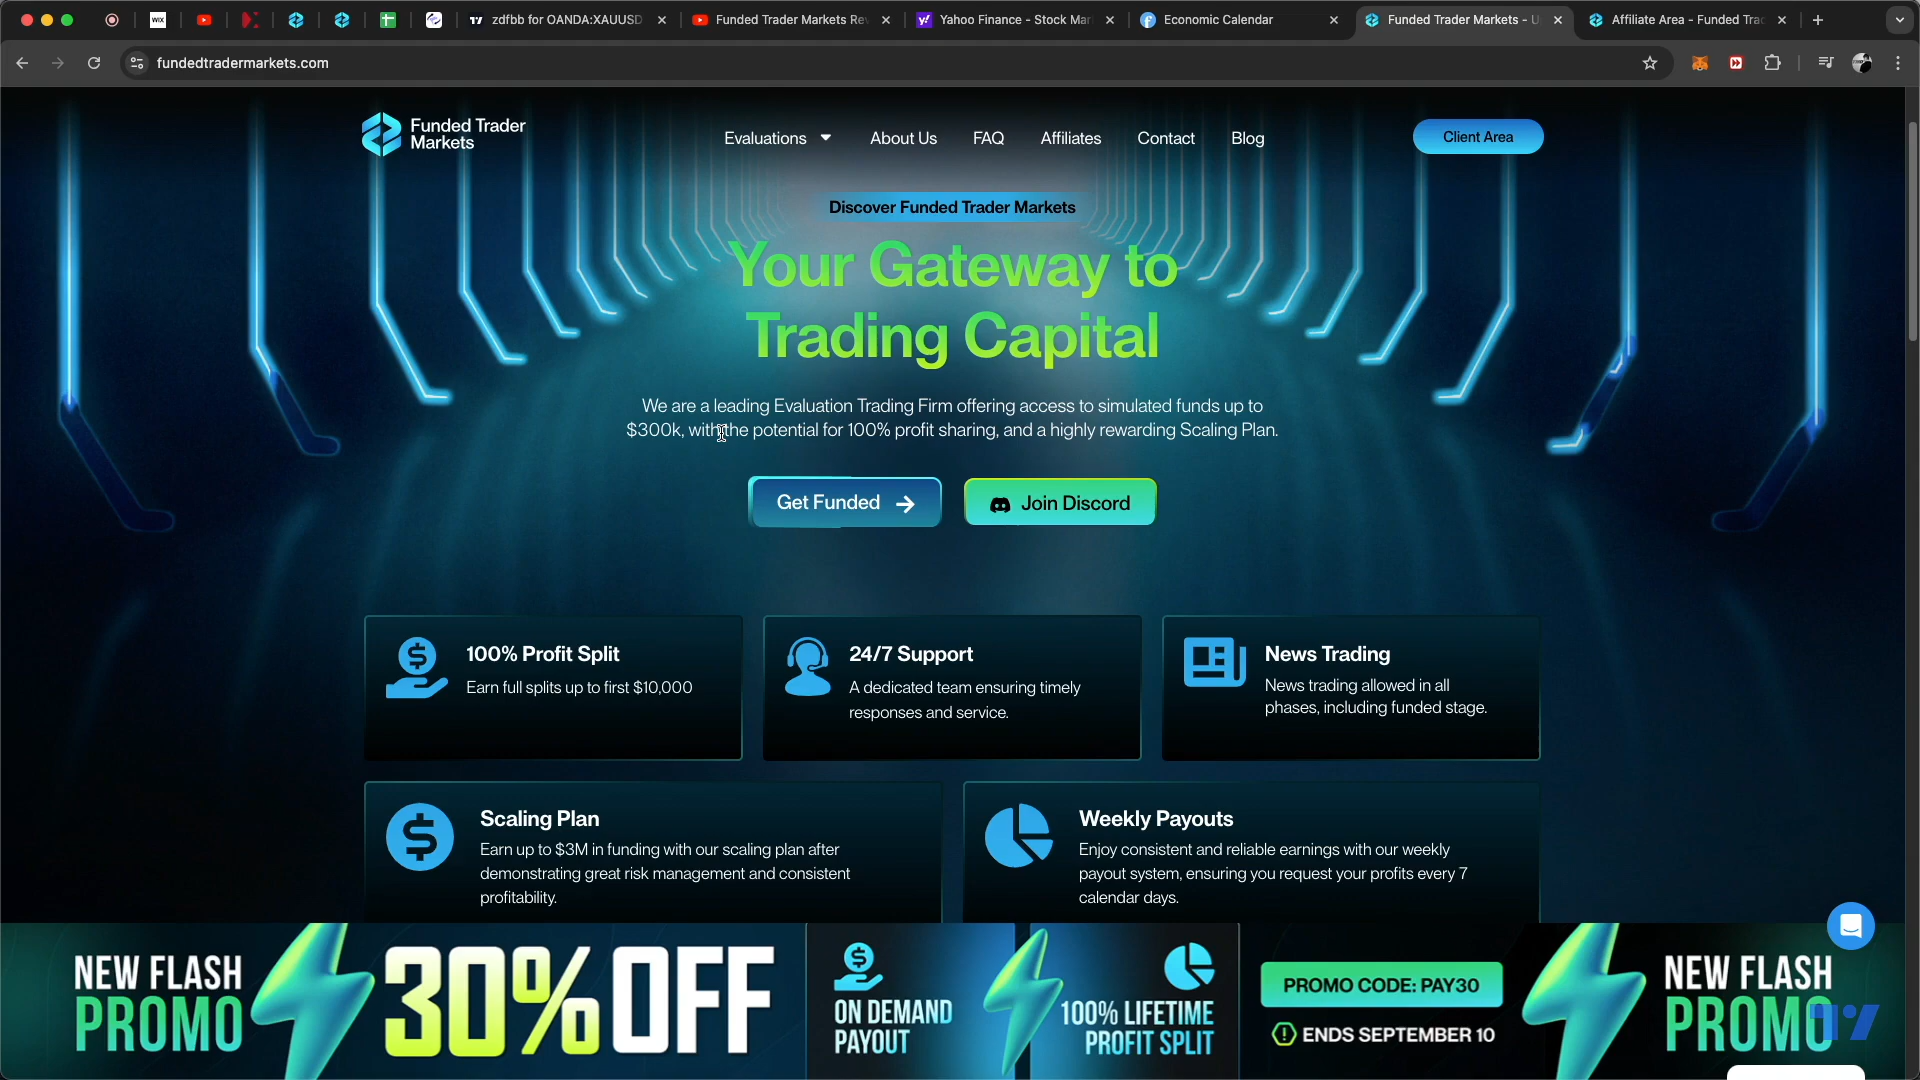 WIX
zdfbb for OANDA:XAUUSD
Funded Trader Markets Re
Yahoo Finance - Stock Mar
Economic Calendar
Funded Trader Markets - U
Affiliate Area - Funded Trad
fundedtradermarkets.com
Funded Trader
Markets
Evaluations
About Us
FAQ
Affiliates
Contact
Blog
Client Area
Discover Funded Trader Markets
Your Gateway to
Trading Capital
We are a leading Evaluation Trading Firm offering access to simulated funds up to
$300k, with the potential for 100% profit sharing, and a highly rewarding Scaling Plan.
Get Funded
Join Discord
100% Profit Split
Earn full splits up to first $10,000
24/7 Support
A dedicated team ensuring timely
responses and service.
News Trading
News trading allowed in all
phases, including funded stage.
Scaling Plan
Earn up to $3M in funding with our scaling plan after
demonstrating great risk management and consistent
profitability.
Weekly Payouts
Enjoy consistent and reliable earnings with our weekly
payout system, ensuring you request your profits every 7
calendar days.
NEW FLASH
PROMO
30% OFF
ON DEMAND
PAYOUT
100% LIFETIME
PROFIT SPLIT
PROMO CODE: PAY30
ENDS SEPTEMBER 10
NEW FLASH
PROMO